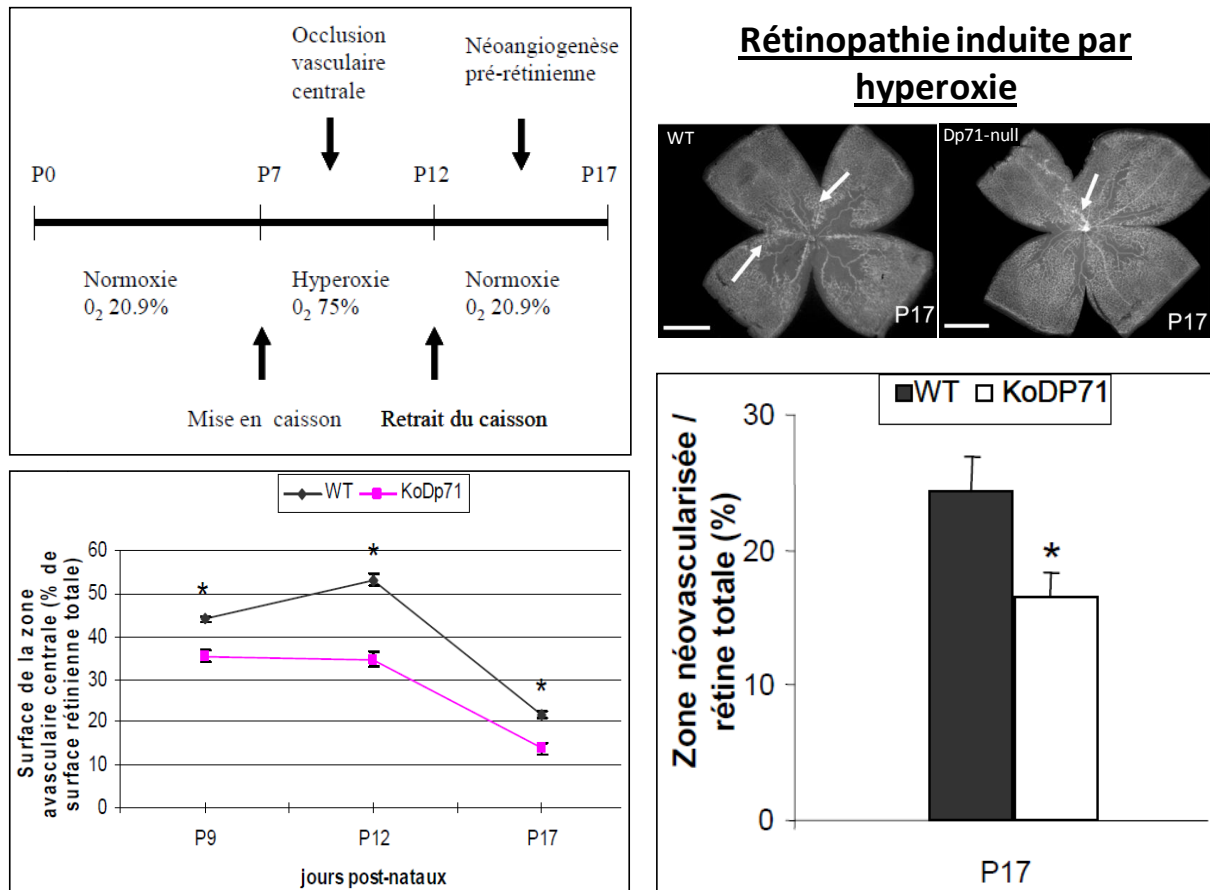 Rétinopathie induite par
hyperoxie
Occlusion
vasculaire
centrale
Néoangiogenèse
pré-rétinienne
P0
P7
P12
P17
Normoxie
0₂ 20.9%
Hyperoxie
0₂ 75%
Normoxie
0₂ 20.9%
Mise en caisson
Retrait du caisson
WT
P17
Dp71-null
P17
WT
KoDp71
Surface de la zone
avasculaire centrale (% de
surface rétinienne totale)
60
50
40
30
20
10
0
*
*
*
P9
P12
P17
jours post-nataux
WT
KoDP71
Zone néovascularisée /
rétine totale (%)
30
20
10
0
*
P17